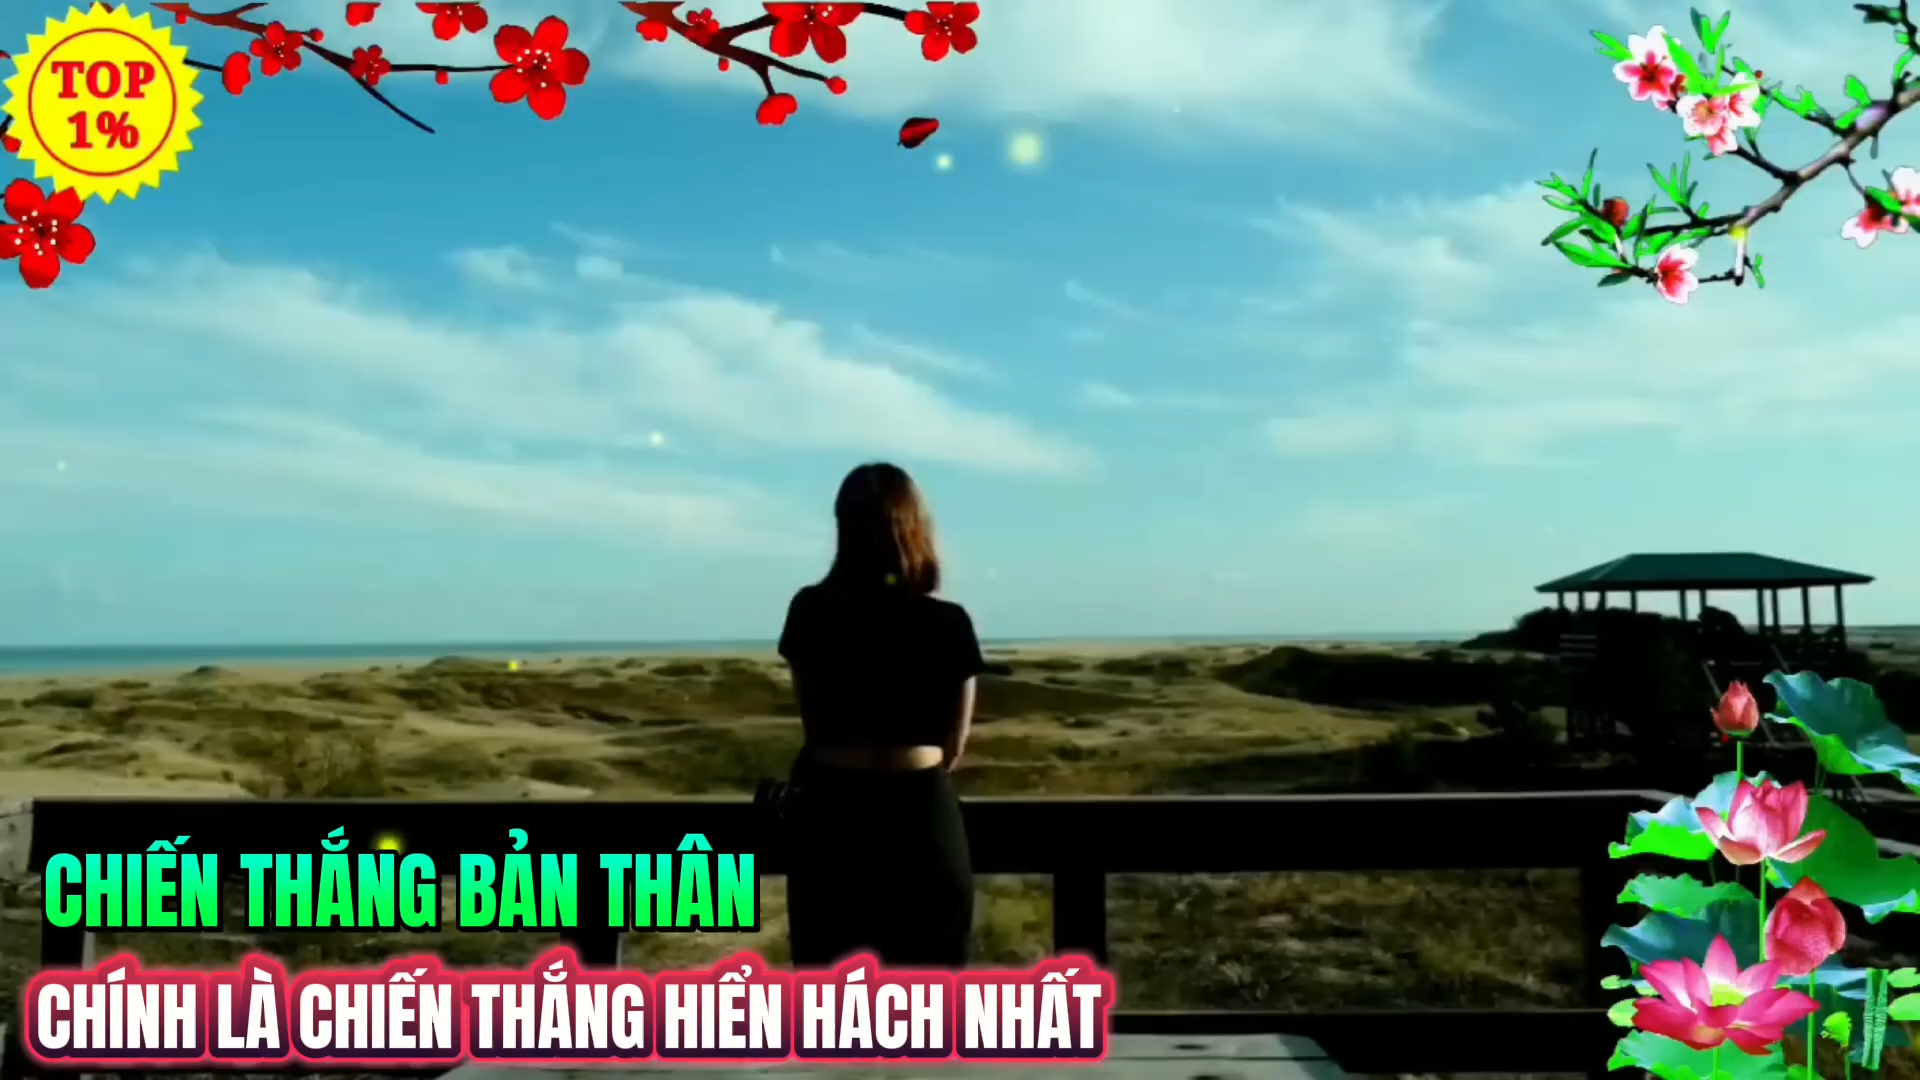 TOP
1%
CHIẾN THẮNG BẢN THÂN
CHÍNH LÀ CHIẾN THẮNG HIỂN HÁCH NHẤT